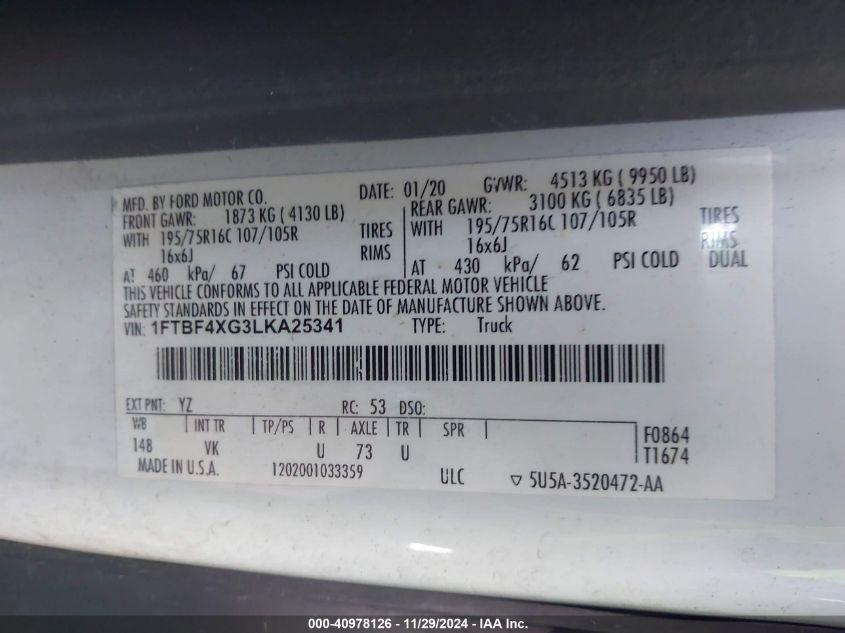 MFD. BY FORD MOTOR CO. DATE: 01/20 GVWR: 4513 KG ( 9950 LB)
FRONT GAWR: 1873 KG ( 4130 LB) REAR GAWR: 3100 KG ( 6835 LB)
WITH 195/75R16C 107/105R TIRES WITH 195/75R16C 107/105R TIRES
16x6J RIMS 16x6J RIMS
AT 460 kPa/ 67 PSI COLD AT 430 kPa/ 62 PSI COLD DUAL
THIS VEHICLE CONFORMS TO ALL APPLICABLE FEDERAL MOTOR VEHICLE
SAFETY STANDARDS IN EFFECT ON THE DATE OF MANUFACTURE SHOWN ABOVE.
VIN: 1FTBF4XG3LKA25341 TYPE: Truck
EXT PNT: YZ RC: 53 DSO:
WB INT TR TP/PS R AXLE TR SPR F0864
148 VK U 73 U T1674
MADE IN U.S.A. 1202001033359 ULC ▽ 5U5A-3520472-AA
000-40978126 - 11/29/2024 - IAA Inc.